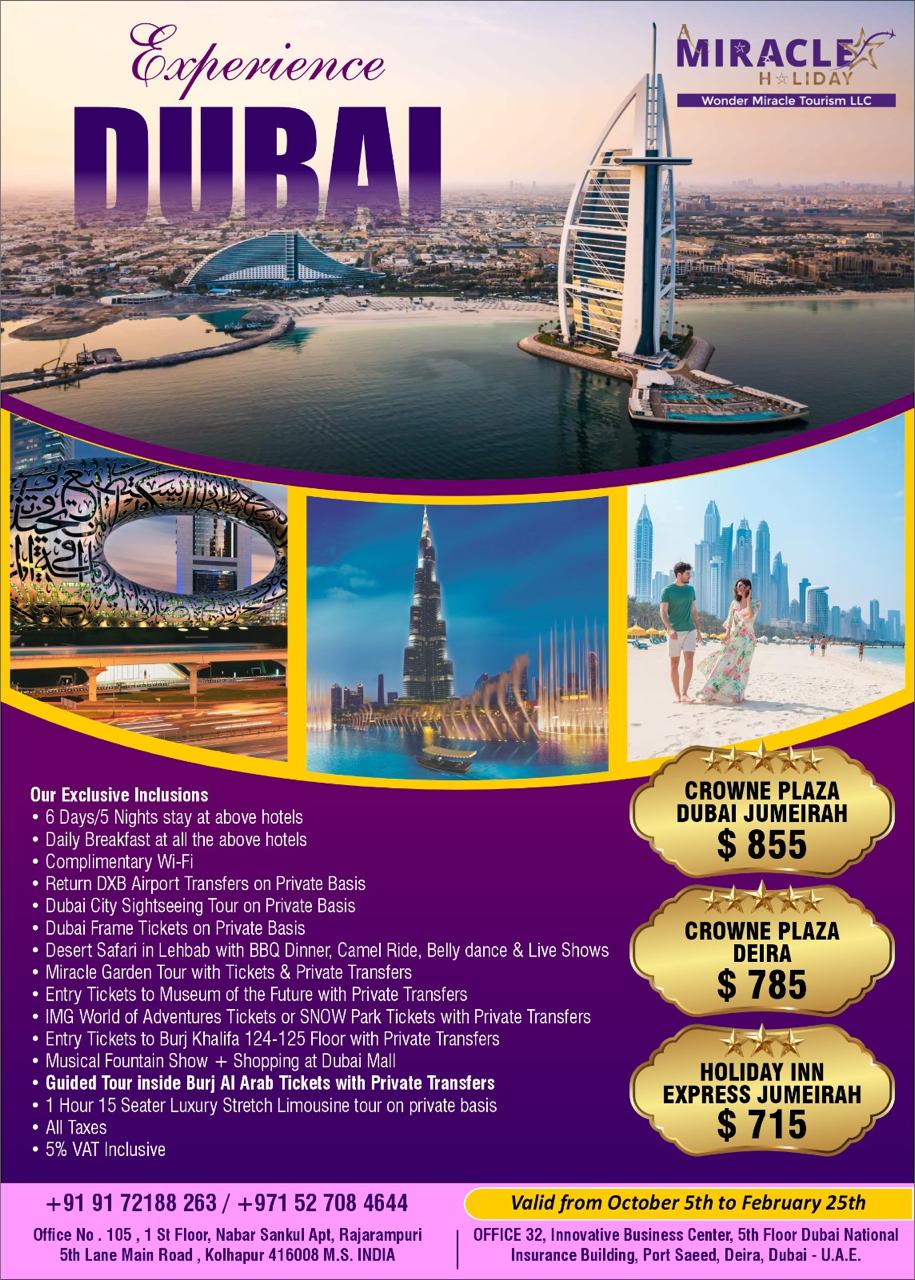 Experience
DUBAI
A
MIRACLE
HOLIDAY
Wonder Miracle Tourism LLC
Our Exclusive Inclusions
• 6 Days/5 Nights stay at above hotels
• Daily Breakfast at all the above hotels
• Complimentary Wi-Fi
• Return DXB Airport Transfers on Private Basis
• Dubai City Sightseeing Tour on Private Basis
• Dubai Frame Tickets on Private Basis
• Desert Safari in Lehbab with BBQ Dinner, Camel Ride, Belly dance & Live Shows
• Miracle Garden Tour with Tickets & Private Transfers
• Entry Tickets to Museum of the Future with Private Transfers
• IMG World of Adventures Tickets or SNOW Park Tickets with Private Transfers
• Entry Tickets to Burj Khalifa 124-125 Floor with Private Transfers
• Musical Fountain Show + Shopping at Dubai Mall
• Guided Tour inside Burj Al Arab Tickets with Private Transfers
• 1 Hour 15 Seater Luxury Stretch Limousine tour on private basis
• All Taxes
• 5% VAT Inclusive
CROWNE PLAZA
DUBAI JUMEIRAH
$ 855
CROWNE PLAZA
DEIRA
$ 785
HOLIDAY INN
EXPRESS JUMEIRAH
$ 715
+91 91 72188 263 / +971 52 708 4644
Office No . 105 , 1 St Floor, Nabar Sankul Apt, Rajarampuri
5th Lane Main Road , Kolhapur 416008 M.S. INDIA
Valid from October 5th to February 25th
OFFICE 32, Innovative Business Center, 5th Floor Dubai National
Insurance Building, Port Saeed, Deira, Dubai - U.A.E.